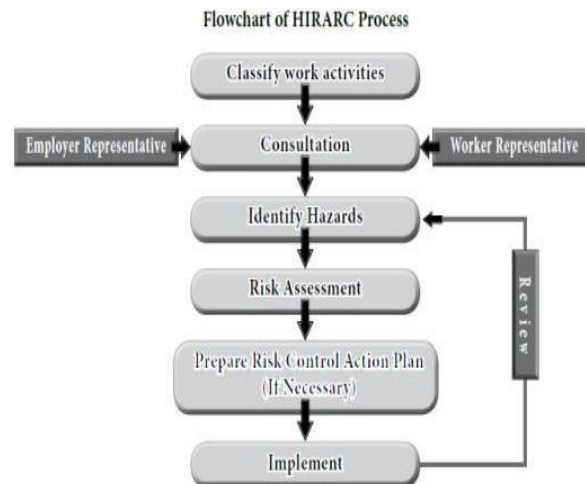 Flowchart of HIRARC Process
Classify work activities
Employer Representative
Consultation
Worker Representative
Identify Hazards
Risk Assessment
Review
Prepare Risk Control Action Plan
(If Necessary)
Implement